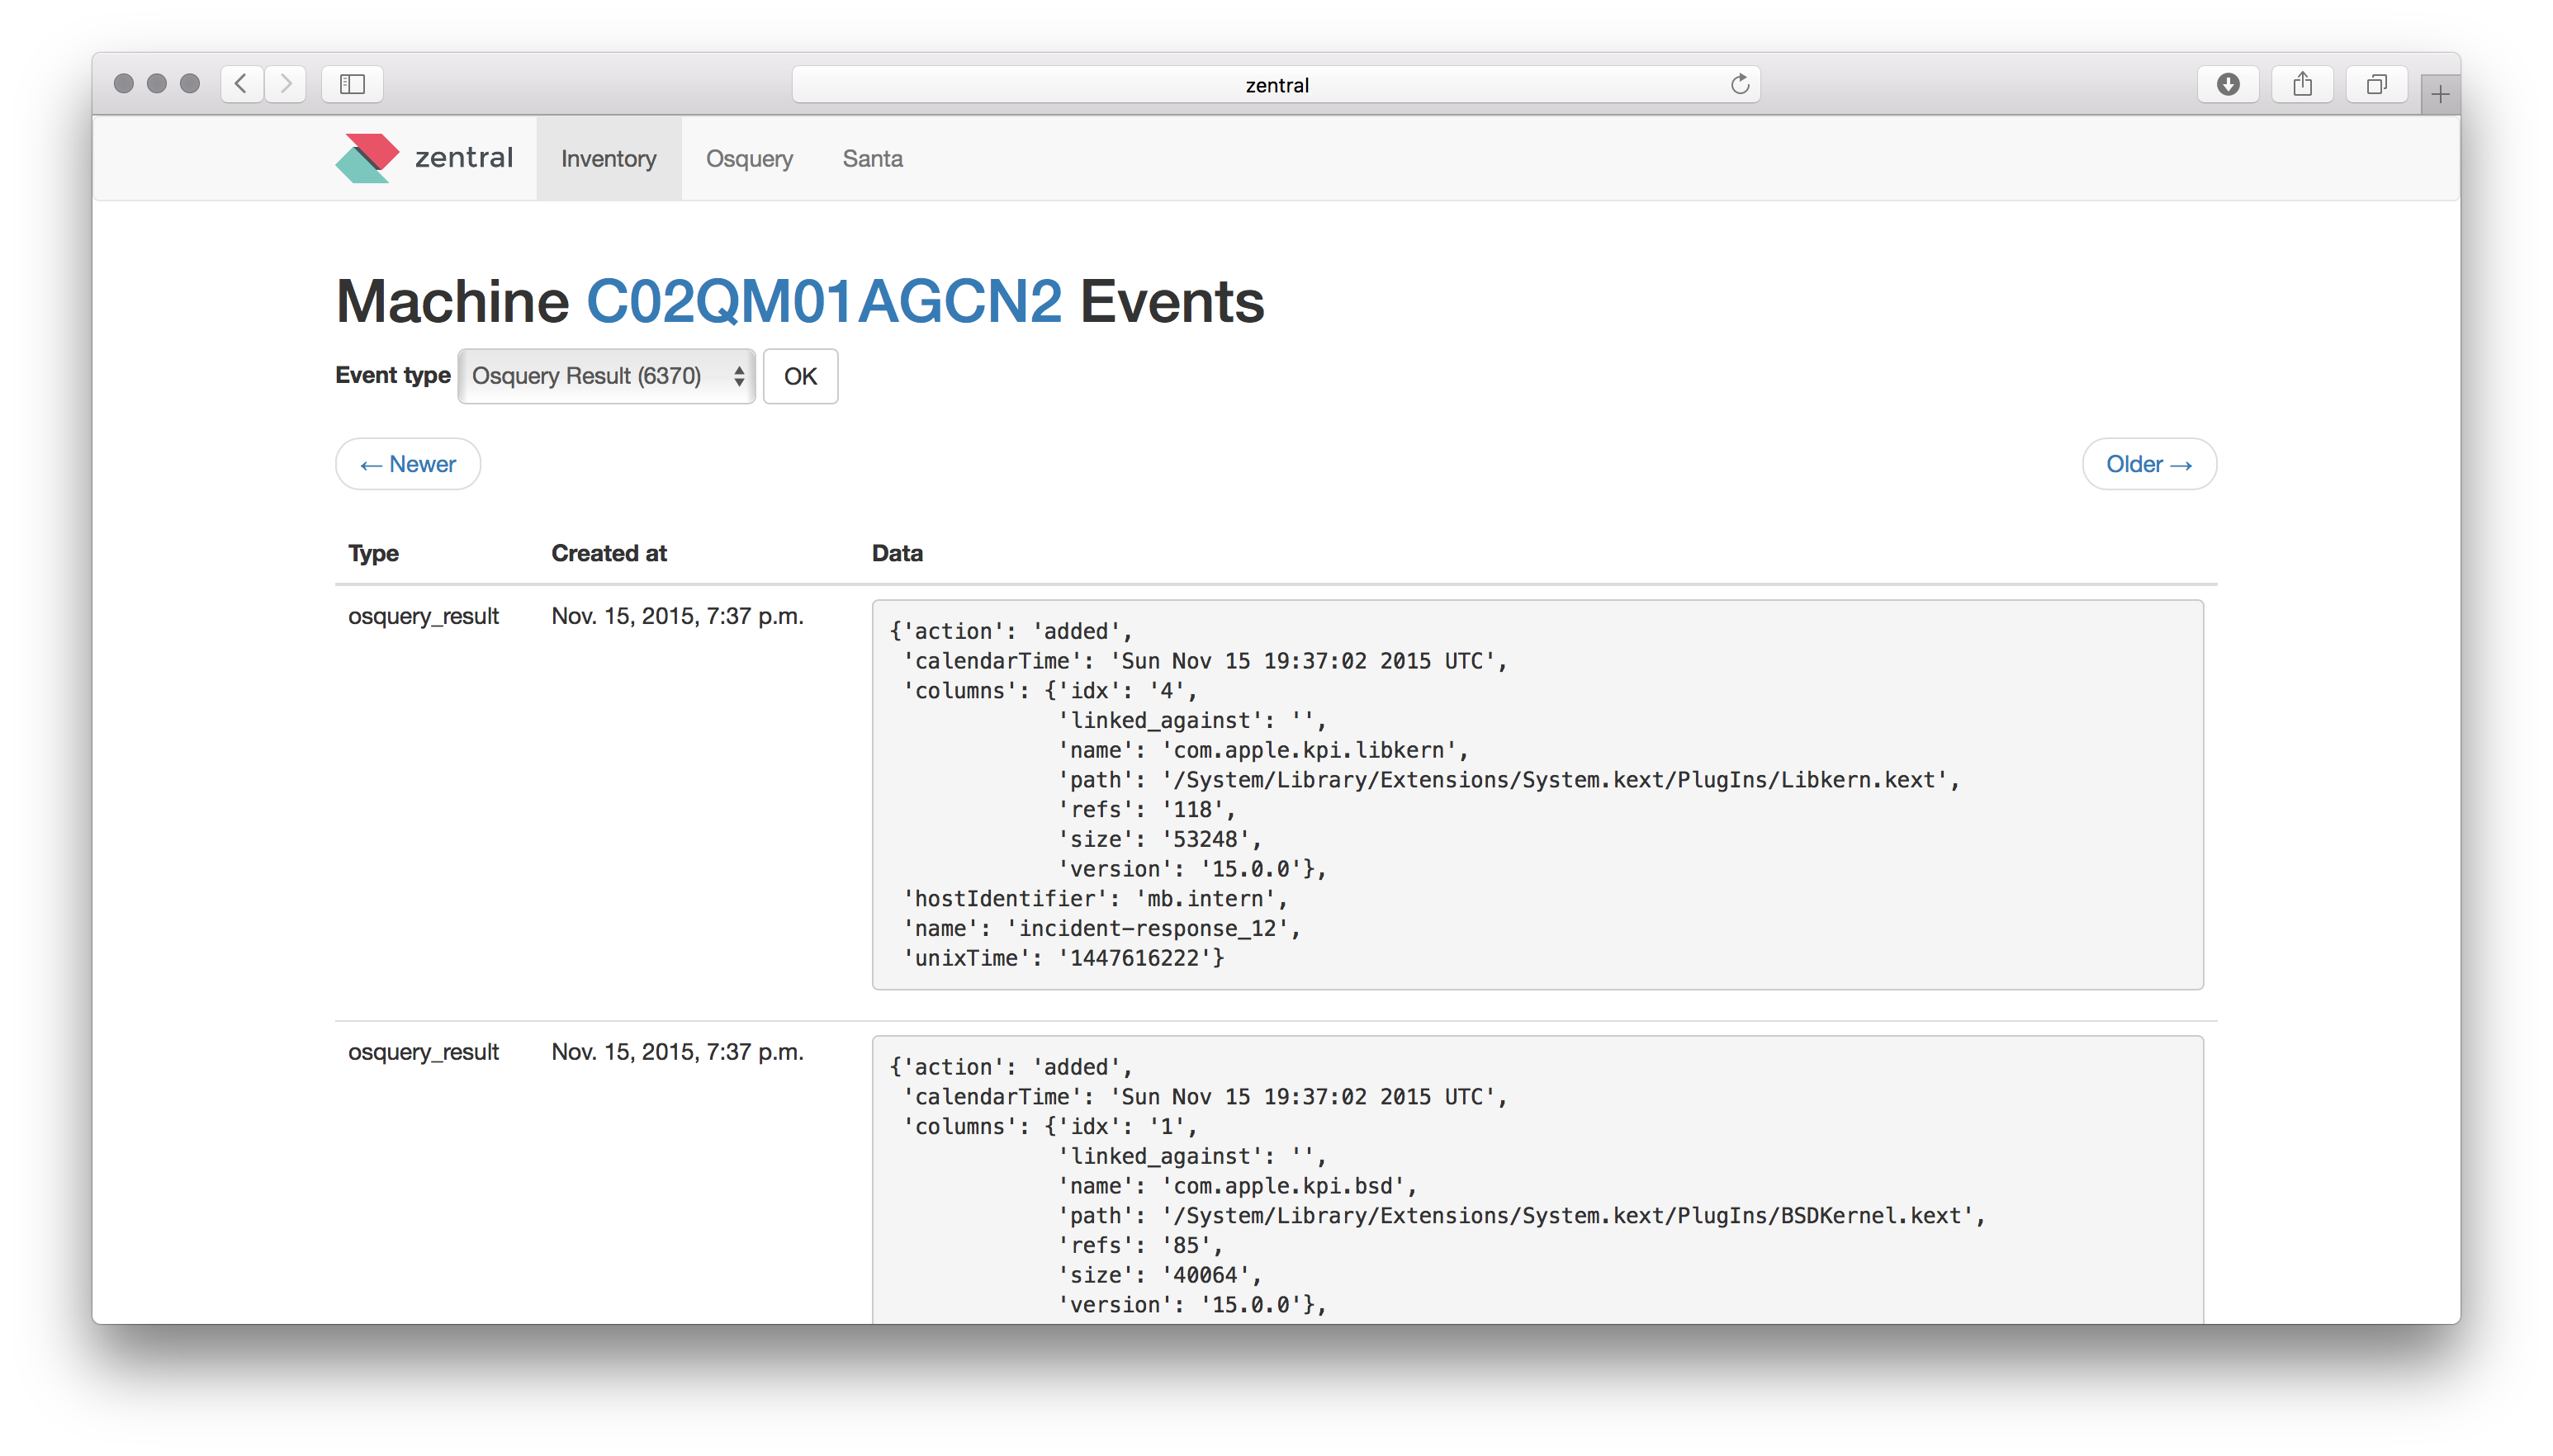 zentral
zentral Inventory Osquery Santa
Machine C02QM01AGCN2 Events
Event type Osquery Result (6370) OK
← Newer Older →
Type Created at Data
osquery_result Nov. 15, 2015, 7:37 p.m.
{'action': 'added',
'calendarTime': 'Sun Nov 15 19:37:02 2015 UTC',
'columns': {'idx': '4',
'linked_against': '',
'name': 'com.apple.kpi.libkern',
'path': '/System/Library/Extensions/System.kext/PlugIns/Libkern.kext',
'refs': '118',
'size': '53248',
'version': '15.0.0'},
'hostIdentifier': 'mb.intern',
'name': 'incident-response_12',
'unixTime': '1447616222'}
osquery_result Nov. 15, 2015, 7:37 p.m.
{'action': 'added',
'calendarTime': 'Sun Nov 15 19:37:02 2015 UTC',
'columns': {'idx': '1',
'linked_against': '',
'name': 'com.apple.kpi.bsd',
'path': '/System/Library/Extensions/System.kext/PlugIns/BSDKernel.kext',
'refs': '85',
'size': '40064',
'version': '15.0.0'},